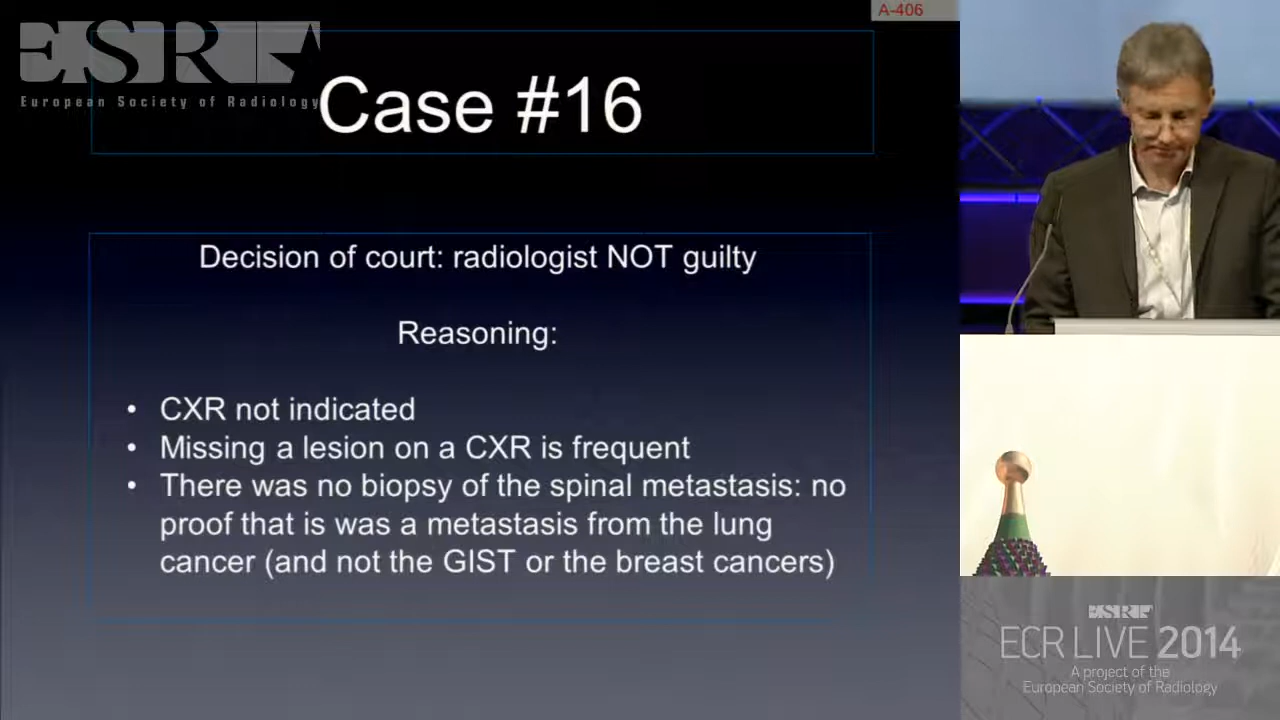 A-406
ESR
European Society of Radiology
Case #16
Decision of court: radiologist NOT guilty
Reasoning:
• CXR not indicated
• Missing a lesion on a CXR is frequent
• There was no biopsy of the spinal metastasis: no
proof that is was a metastasis from the lung
cancer (and not the GIST or the breast cancers)
ESR
ECR LIVE 2014
A project of the
European Society of Radiology